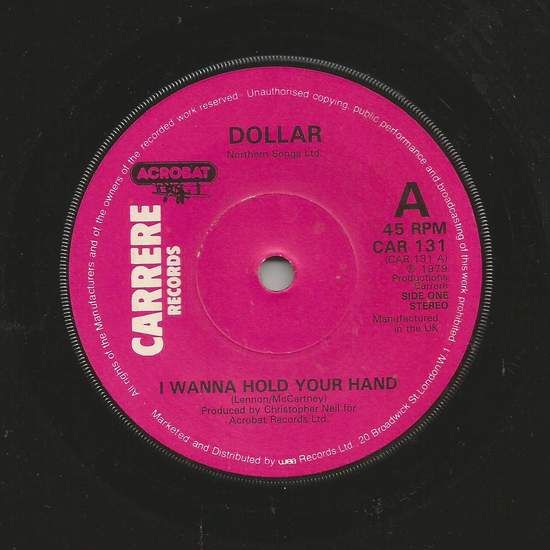 All rights of the Manufacturers and of the owners of the recorded work reserved - Unauthorised copying, public performance and broadcasting of this work prohibited.
DOLLAR
Northern Songs Ltd.
ACROBAT
CARRERE
RECORDS
A
45 RPM
CAR 131
(CAR 131 A)
℗ 1979
Productions
Carrere
SIDE ONE
STEREO
Manufactured
in the UK
I WANNA HOLD YOUR HAND
(Lennon/McCartney)
Produced by Christopher Neil for
Acrobat Records Ltd.
Marketed and Distributed by wea Records Ltd. 20 Broadwick St. London W.1